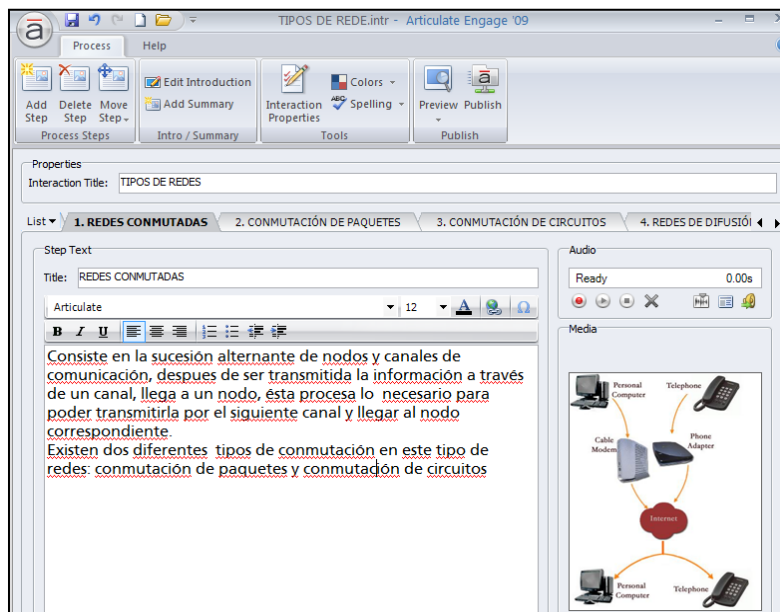 TIPOS DE REDE.intr - Articulate Engage '09
Process Help
Add Step
Delete Step
Move Step
Process Steps
Edit Introduction
Add Summary
Intro / Summary
Interaction Properties
Colors
ABC Spelling
Tools
Preview Publish
Publish
Properties
Interaction Title: TIPOS DE REDES
List 1. REDES CONMUTADAS 2. CONMUTACIÓN DE PAQUETES 3. CONMUTACIÓN DE CIRCUITOS 4. REDES DE DIFUSIÓ
Step Text
Title: REDES CONMUTADAS
Articulate 12 A Ω
B I U
Consiste en la sucesión alternante de nodos y canales de
comunicación, despues de ser transmitida la información a través
de un canal, llega a un nodo, ésta procesa lo necesario para
poder transmitirla por el siguiente canal y llegar al nodo
correspondiente.
Existen dos diferentes tipos de conmutación en este tipo de
redes: conmutación de paquetes y conmutación de circuitos
Audio
Ready 0.00s
Media
Personal Computer
Telephone
Cable Modem
Phone Adapter
Internet
Personal Computer
Telephone